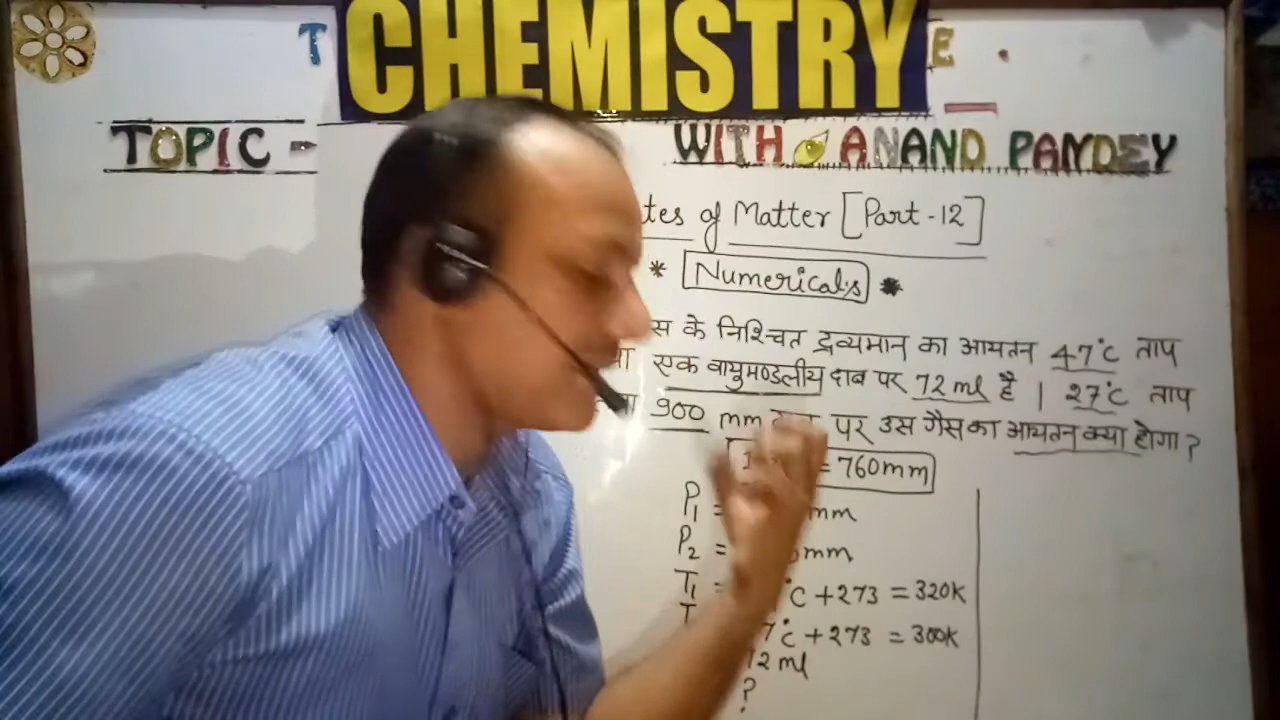 T CHEMISTRY E .
TOPIC - WITH ANAND PANDEY
tes of Matter [Part-12]
* Numericals *
स के निश्चित द्रव्यमान का आयतन 47°C ताप
एक वायुमण्डलीय दाब पर 72 ml है । 27°C ताप
900 mm पर उस गैस का आयतन क्या होगा ?
= 760mm
P₁ = mm
P₂ = mm
T₁ = °C + 273 = 320K
T 7°C + 273 = 300K
2 ml
?